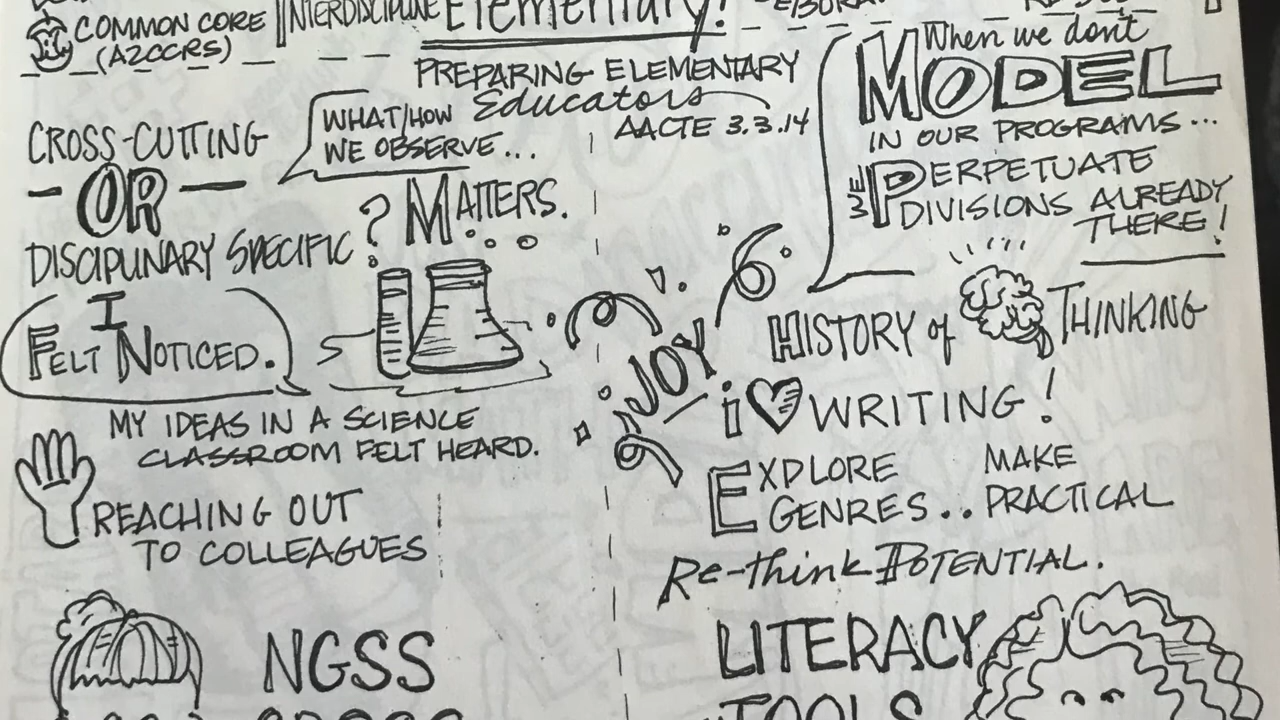 COMMON CORE
(AZCCRS)
INTERDISCIPLINE
Elementary!
PREPARING ELEMENTARY
Educators
AACTE 3.3.14
CROSS-CUTTING
- OR -
DISCIPLINARY SPECIFIC?
WHAT/HOW
WE OBSERVE...
MATTERS.
I
FELT NOTICED.
MY IDEAS IN A SCIENCE
CLASSROOM FELT HEARD.
REACHING OUT
TO COLLEAGUES
NGSS
When we don't
MODEL
IN OUR PROGRAMS...
WE PERPETUATE
DIVISIONS ALREADY
THERE!
JOY
HISTORY of THINKING
i ♥ WRITING!
EXPLORE
GENRES..
MAKE
PRACTICAL
Re-think POTENTIAL.
LITERACY
TOOLS